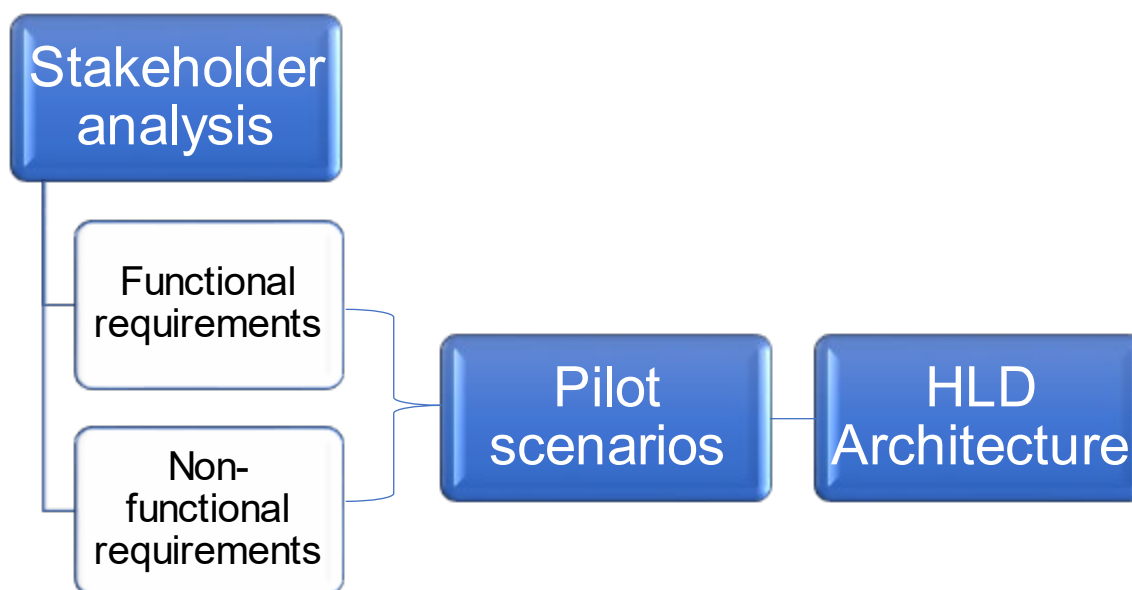 Stakeholder
analysis
Functional
requirements
Non-
functional
requirements
Pilot
scenarios
HLD
Architecture